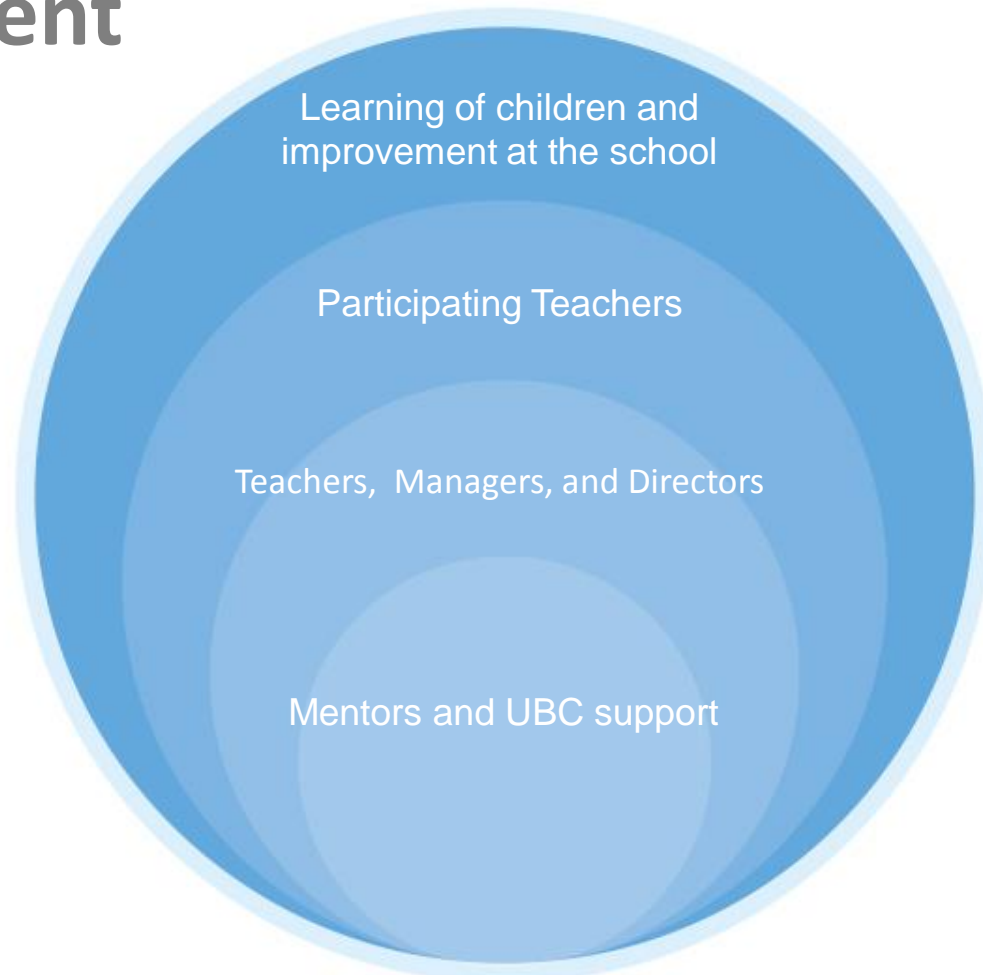 ent
Learning of children and
improvement at the school
Participating Teachers
Teachers,  Managers, and Directors
Mentors and UBC support